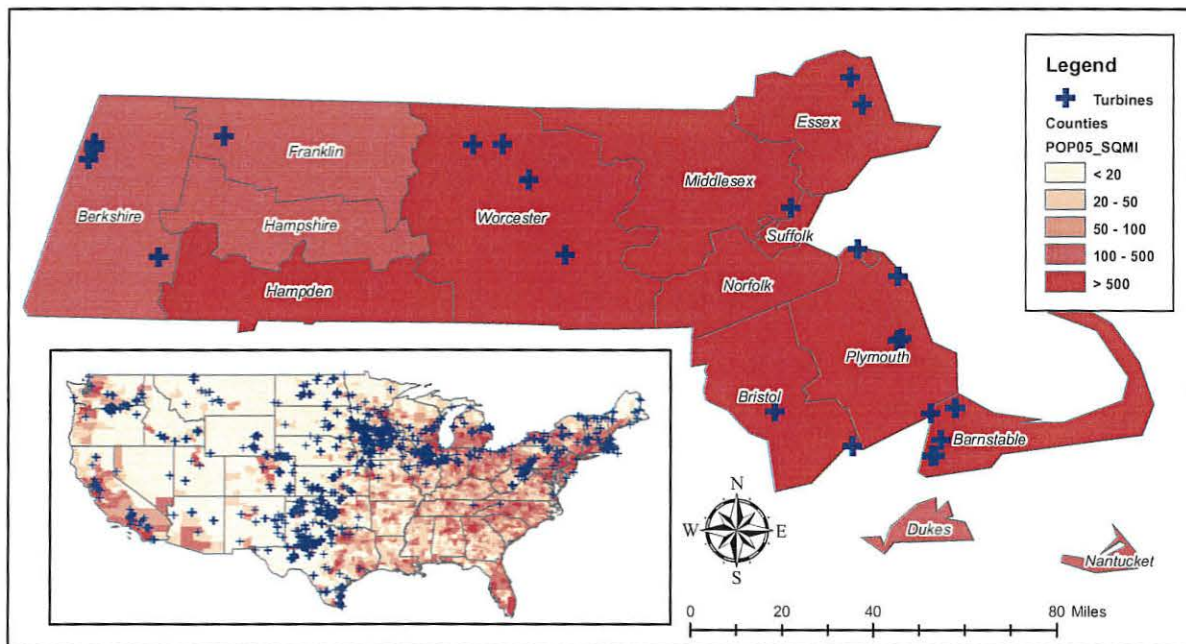 Legend
Turbines
Counties
POP05_SQMI
< 20
20 - 50
50 - 100
100 - 500
> 500
Essex
Franklin
Middlesex
Berkshire
Hampshire
Worcester
Suffolk
Hampden
Norfolk
Plymouth
Bristol
Barnstable
N
W E
S
Dukes
Nantucket
0 20 40 80 Miles